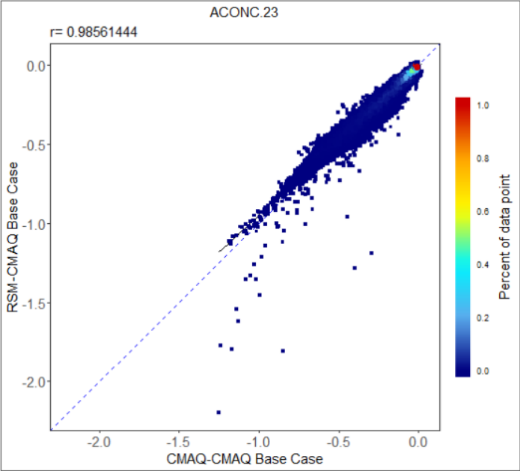 ACONC.23
r= 0.98561444
0.0
-0.5
-1.0
-1.5
-2.0
RSM-CMAQ Base Case
-2.0 -1.5 -1.0 -0.5 0.0
CMAQ-CMAQ Base Case
1.0
0.8
0.6
0.4
0.2
0.0
Percent of data point